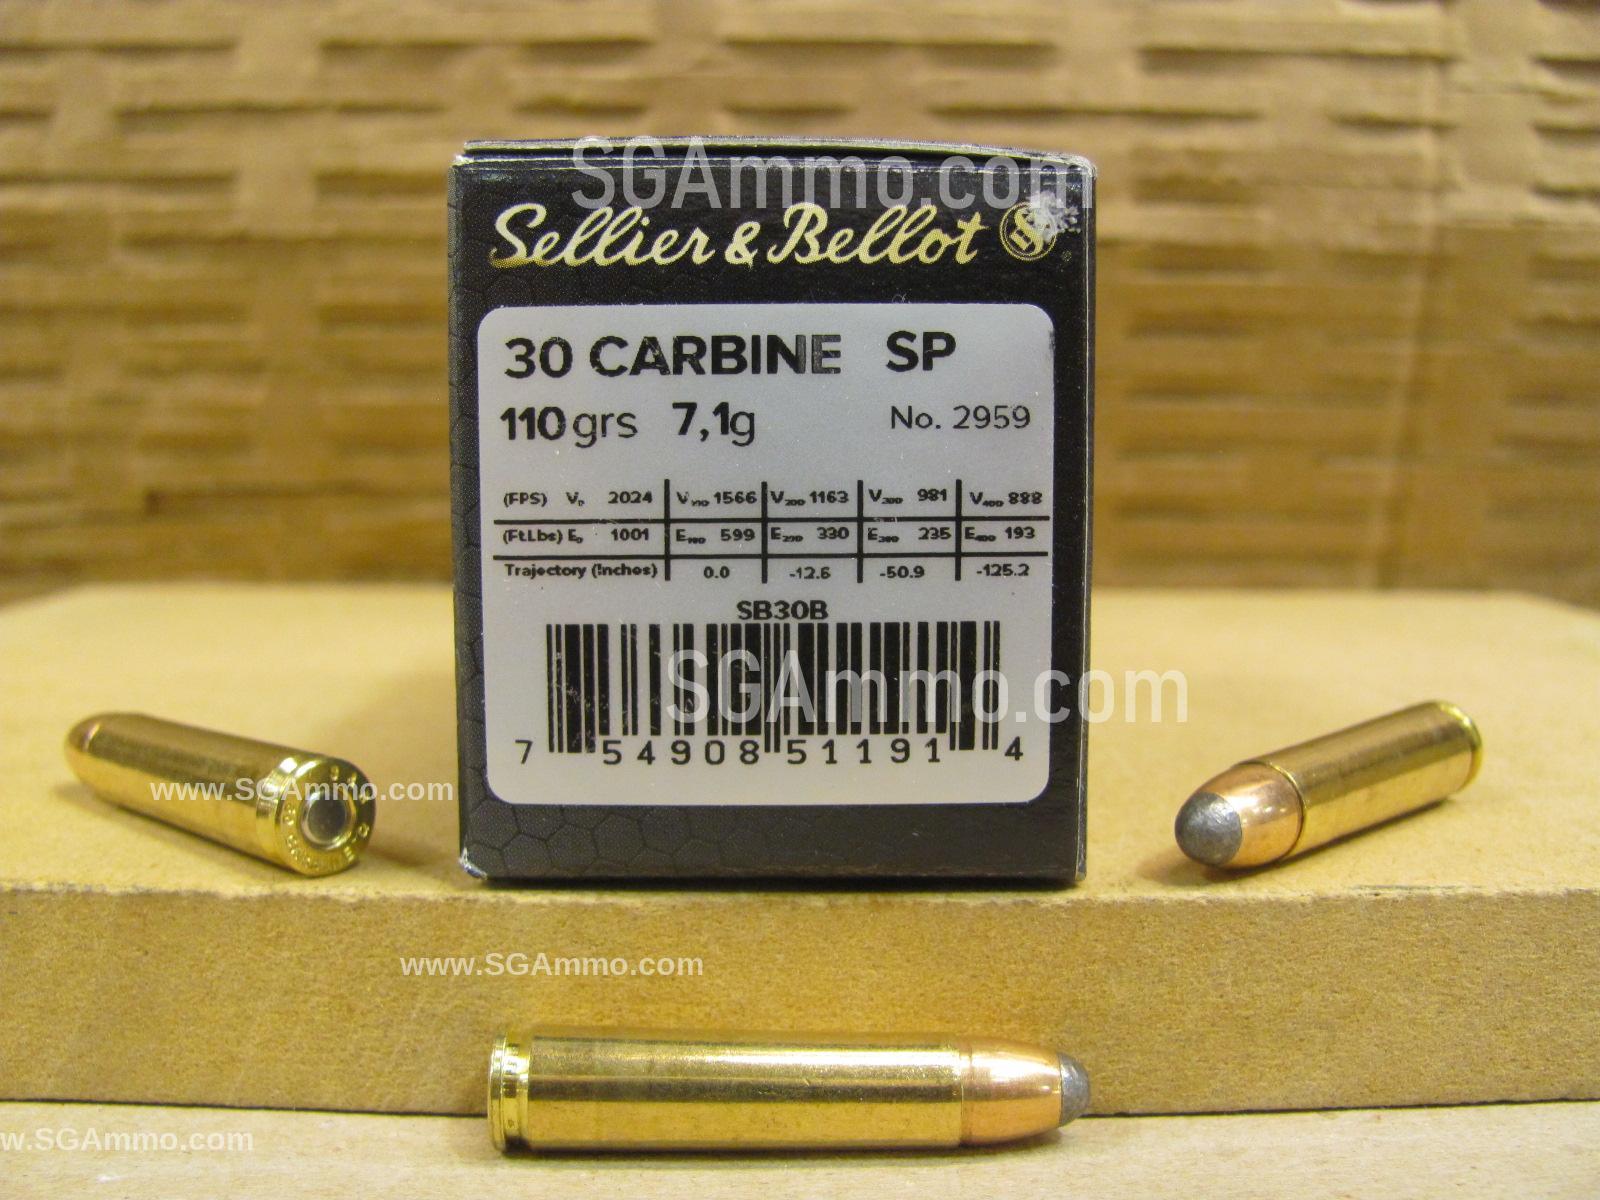 SGAmmo.com
Sellier & Bellot
30 CARBINE SP
110 grs 7,1g No. 2959
(FPS) V₀ 2024 V₁₀₀ 1566 V₂₀₀ 1163 V₃₀₀ 981 V₄₀₀ 888
(Ft.Lbs) E₀ 1001 E₁₀₀ 599 E₂₀₀ 330 E₃₀₀ 235 E₄₀₀ 193
Trajectory (Inches) 0.0 -12.6 -50.9 -125.2
SB30B
SGAmmo.com
7 54908 51191 4
www.SGAmmo.com
www.SGAmmo.com
w.SGAmmo.com